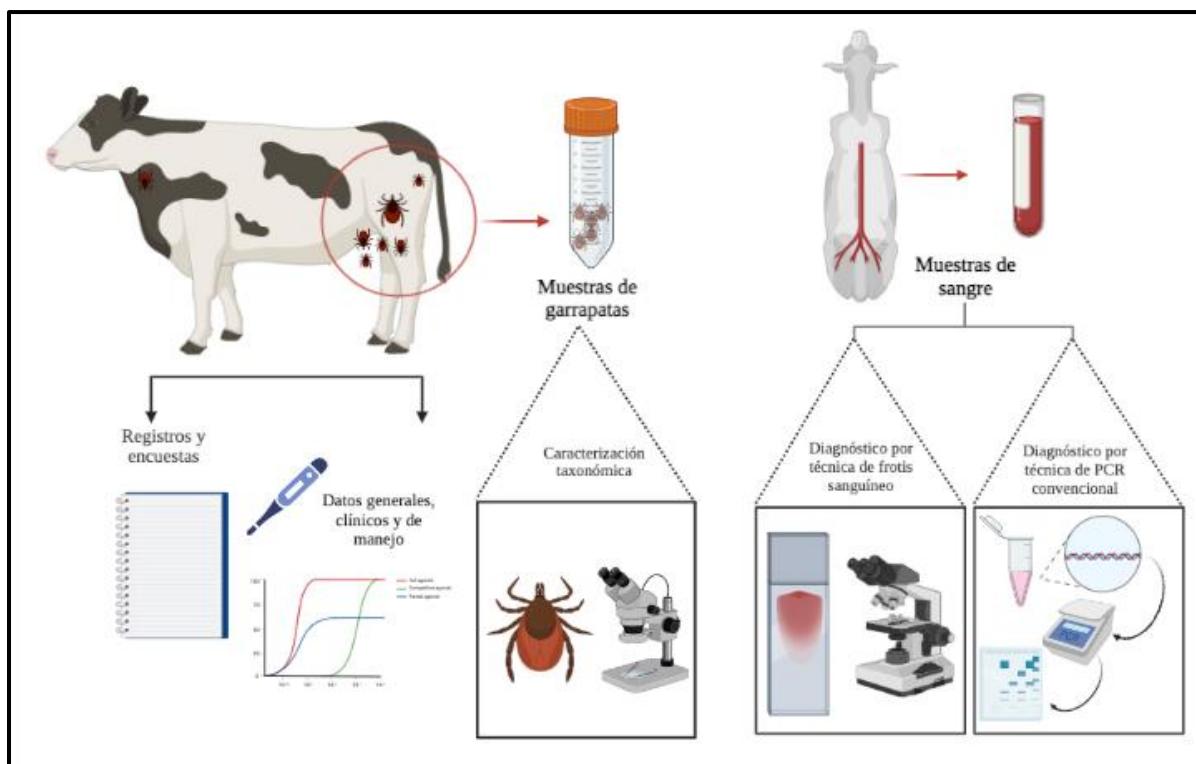 Muestras de
garrapatas
Muestras de
sangre
Registros y
encuestas
Datos generales,
clínicos y de
manejo
Caracterización
taxonómica
Diagnóstico por
técnica de frotis
sanguíneo
Diagnóstico por
técnica de PCR
convencional
PCR